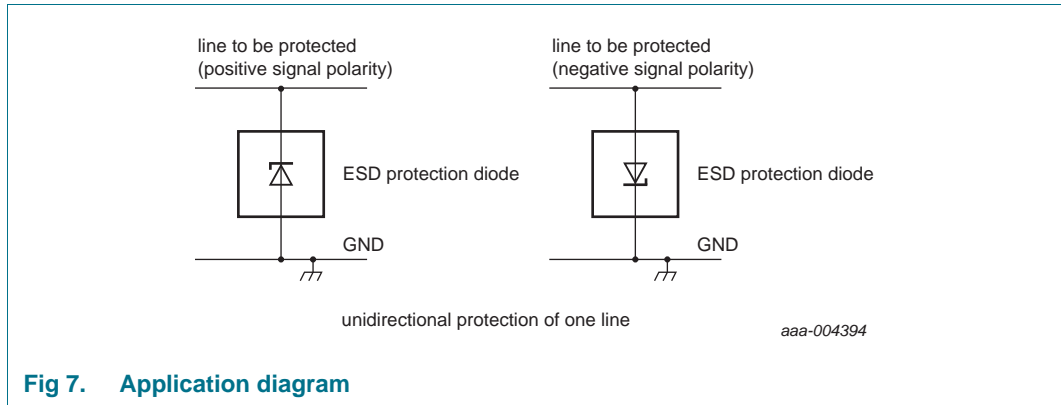 line to be protected
(positive signal polarity)
line to be protected
(negative signal polarity)
ESD protection diode
ESD protection diode
GND
GND
unidirectional protection of one line
aaa-004394
Fig 7. Application diagram